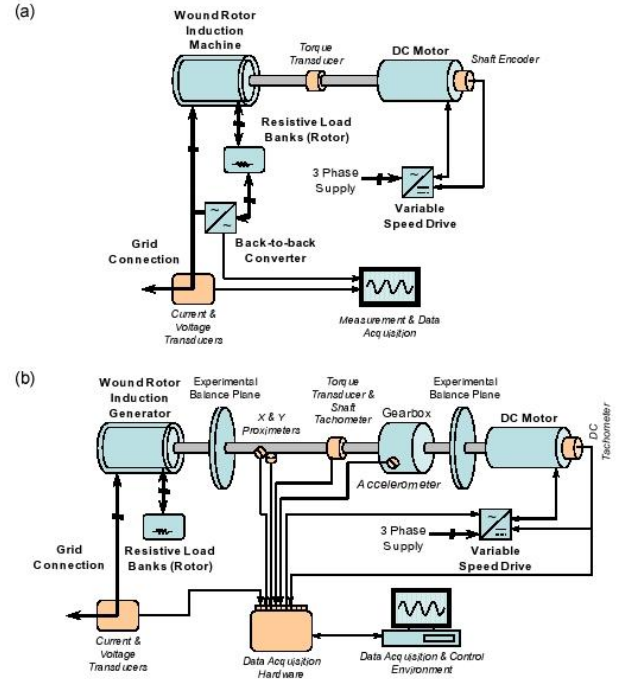 (a)
Wound Rotor
Induction
Machine
Torque
Transducer
DC Motor
Shaft Encoder
Resistive Load
Banks (Rotor)
3 Phase
Supply
Variable
Speed Drive
Grid
Connection
Back-to-back
Converter
Current &
Voltage
Transducers
Measurement & Data
Acquisition
(b)
Wound Rotor
Induction
Generator
Experimental
Balance Plane
X & Y
Proximeters
Torque
Transducer &
Shaft
Tachometer
Gearbox
Experimental
Balance Plane
DC Motor
DC
Tachometer
Accelerometer
Grid
Connection
Resistive Load
Banks (Rotor)
3 Phase
Supply
Variable
Speed Drive
Current &
Voltage
Transducers
Data Acquisition
Hardware
Data Acquisition & Control
Environment